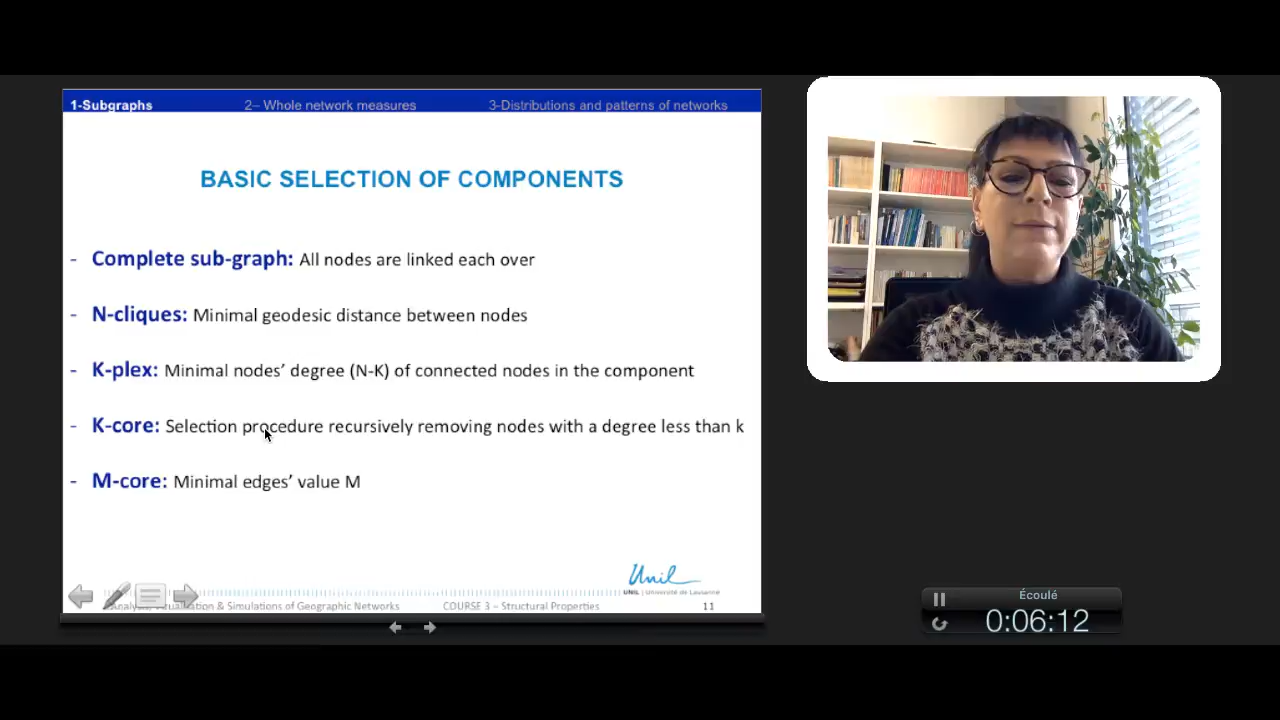 1-Subgraphs 2– Whole network measures 3-Distributions and patterns of networks
BASIC SELECTION OF COMPONENTS
- Complete sub-graph: All nodes are linked each over
- N-cliques: Minimal geodesic distance between nodes
- K-plex: Minimal nodes’ degree (N-K) of connected nodes in the component
- K-core: Selection procedure recursively removing nodes with a degree less than k
- M-core: Minimal edges’ value M
Unil
UNIL | Université de Lausanne
& Simulations of Geographic Networks COURSE 3 – Structural Properties 11
Écoulé
0:06:12